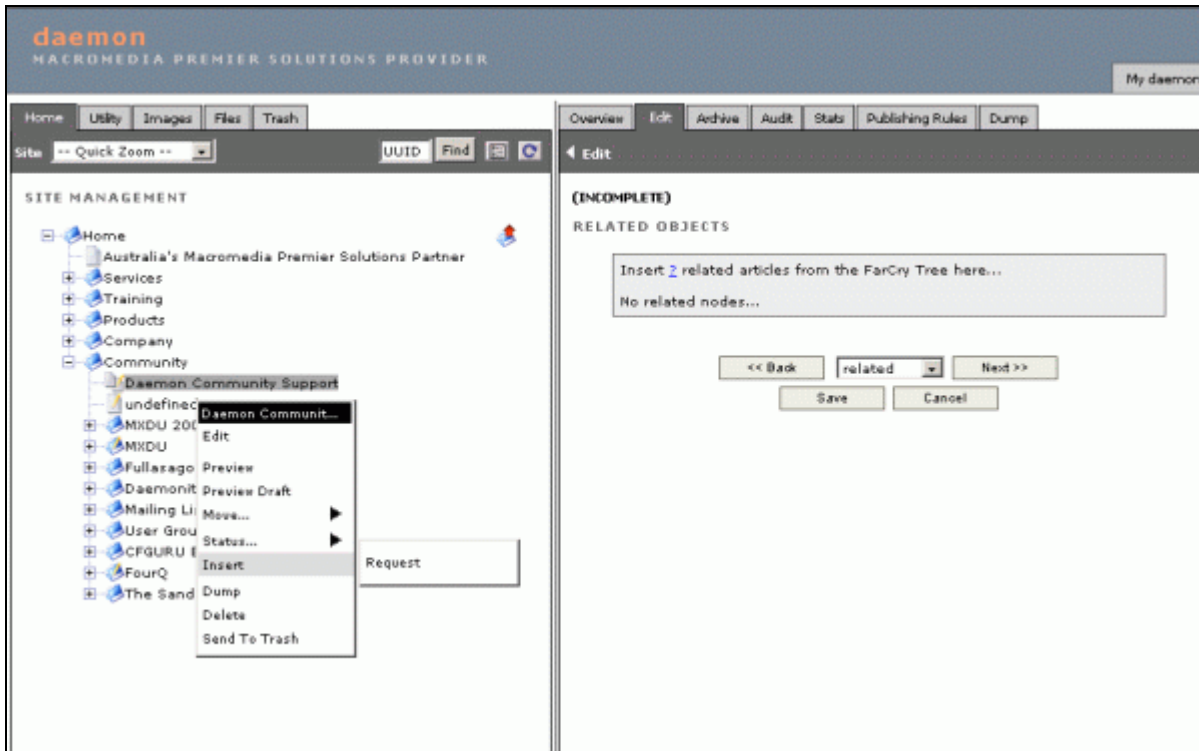 daemon
MACROMEDIA PREMIER SOLUTIONS PROVIDER
My daemon
Home Utility Images Files Trash
Site -- Quick Zoom -- UUID Find
SITE MANAGEMENT
Home
Australia's Macromedia Premier Solutions Partner
Services
Training
Products
Company
Community
Daemon Community Support
undefined
MXDU 200
MXDU
Fullasago
Daemonit
Mailing Li
User Grou
CFGURU E
FourQ
The Sand
Daemon Communit...
Edit
Preview
Preview Draft
Move...
Status...
Insert
Dump
Delete
Send To Trash
Request
Overview Edit Archive Audit Stats Publishing Rules Dump
Edit
(INCOMPLETE)
RELATED OBJECTS
Insert ? related articles from the FarCry Tree here...
No related nodes...
<< Back related Next >>
Save Cancel